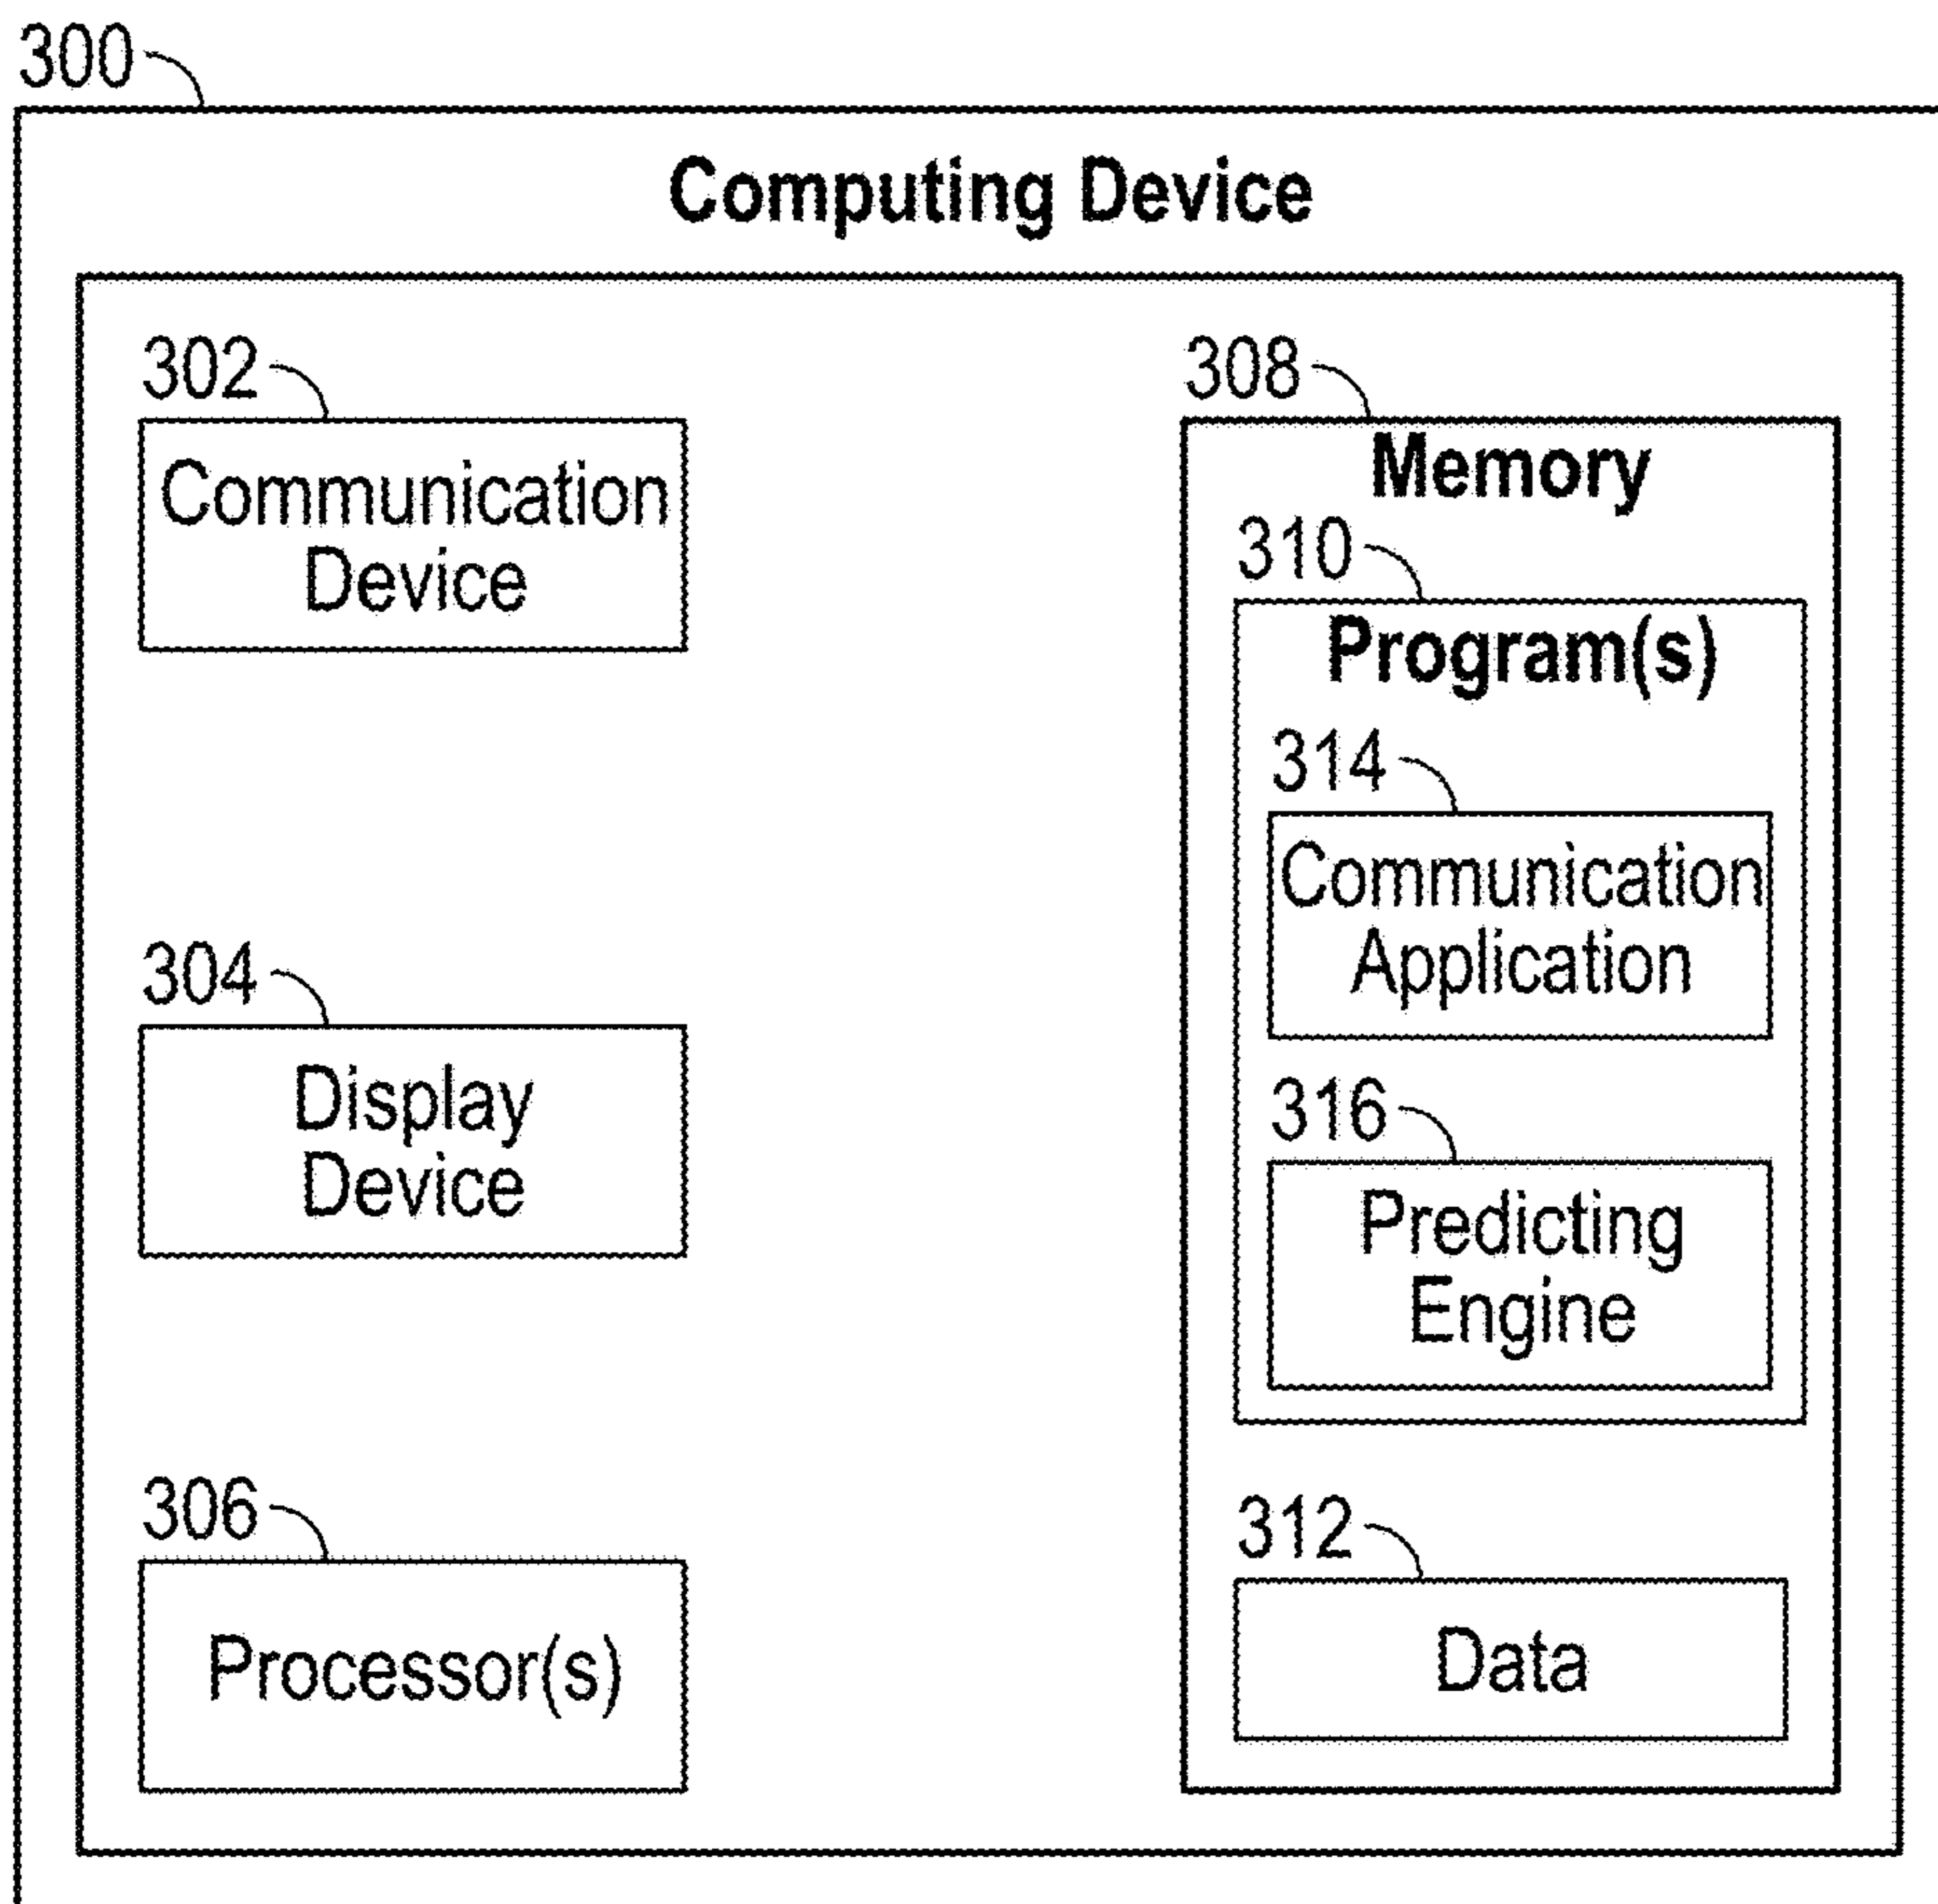 300
Computing Device
302
Communication
Device
304
Display
Device
306
Processor(s)
308
Memory
310
Program(s)
314
Communication
Application
316
Predicting
Engine
312
Data